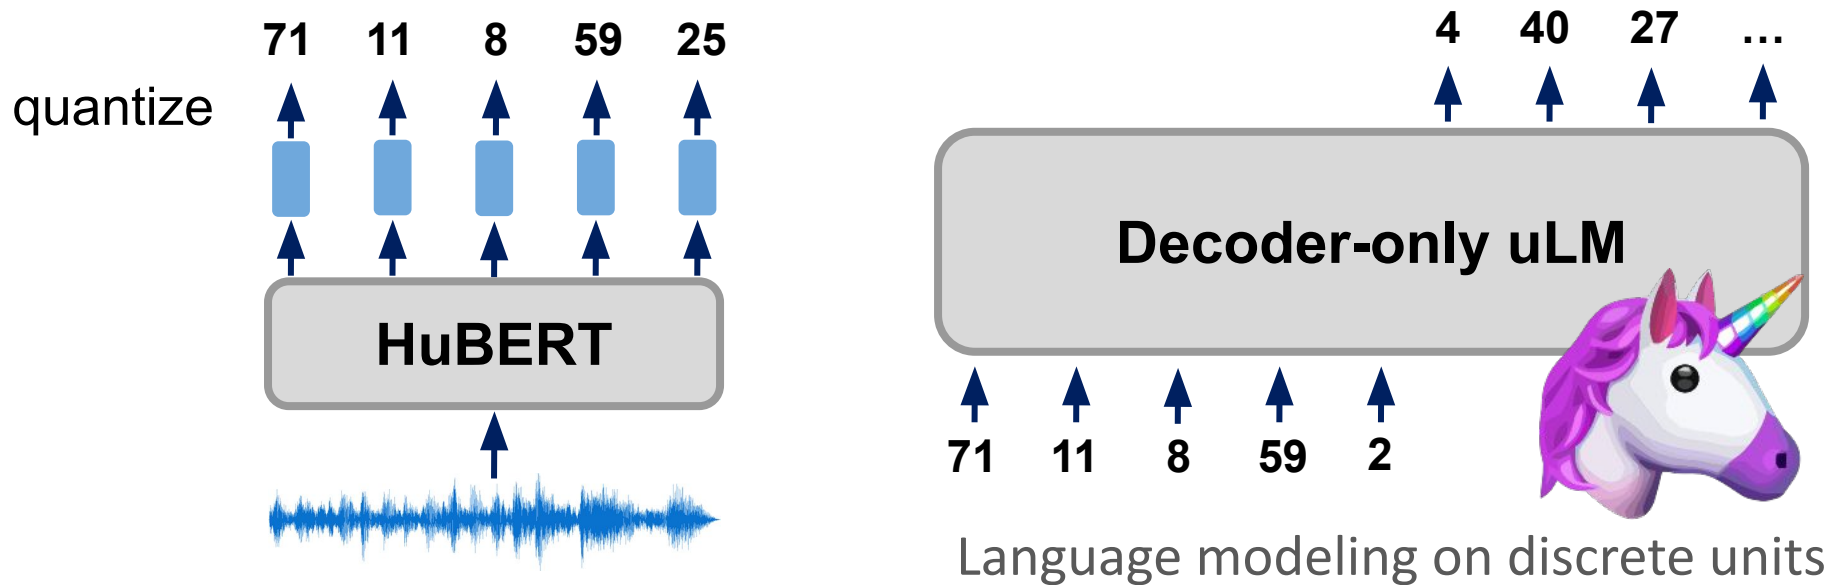 71 11 8 59 25
quantize
HuBERT
4 40 27 ...
Decoder-only uLM
71 11 8 59 2
Language modeling on discrete units